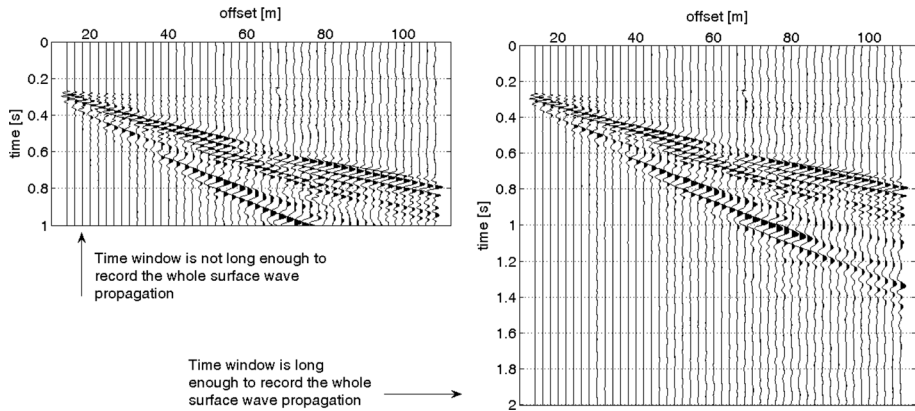 offset [m]
20 40 60 80 100
0
0.2
0.4
0.6
0.8
1
time [s]
Time window is not long enough to
record the whole surface wave
propagation
offset [m]
20 40 60 80 100
0
0.2
0.4
0.6
0.8
1.0
1.2
1.4
1.6
1.8
2
time [s]
Time window is long
enough to record the whole
surface wave propagation